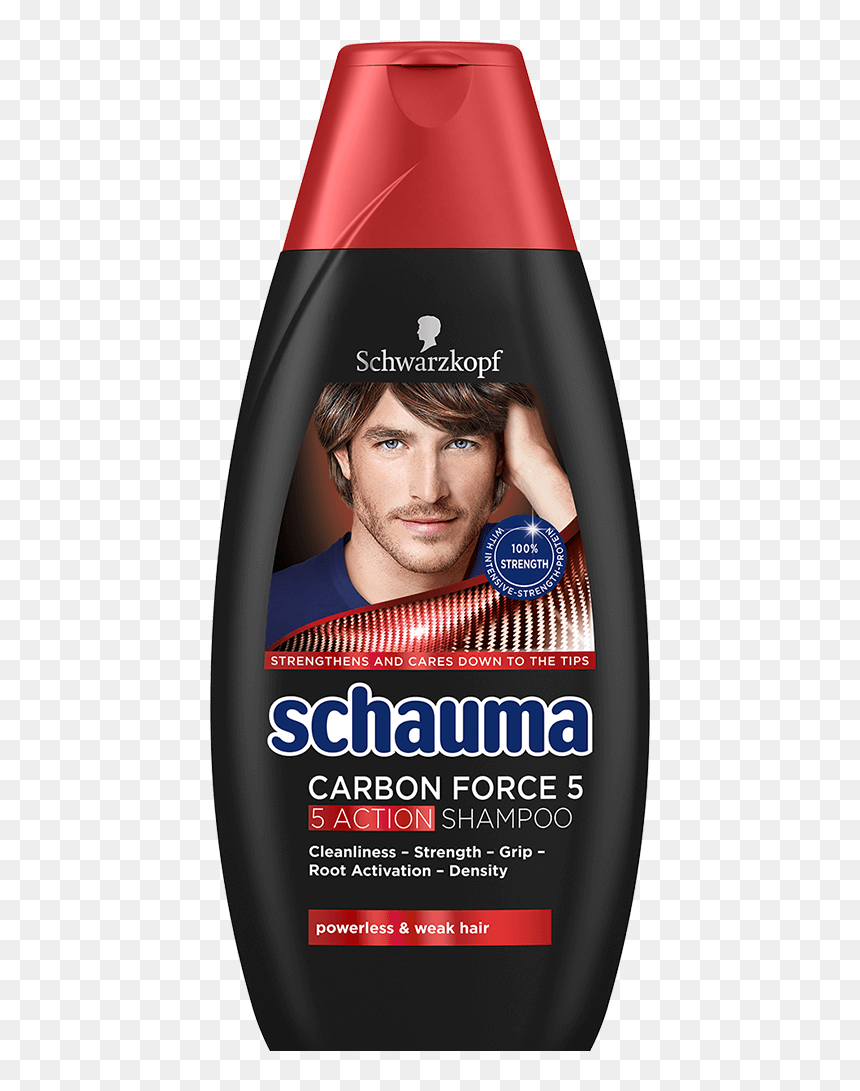 Schwarzkopf
100%
STRENGTH
WITH INTENSIVE-STRENGTH-PROTEIN
STRENGTHENS AND CARES DOWN TO THE TIPS
schauma
CARBON FORCE 5
5 ACTION SHAMPOO
Cleanliness – Strength – Grip –
Root Activation – Density
powerless & weak hair